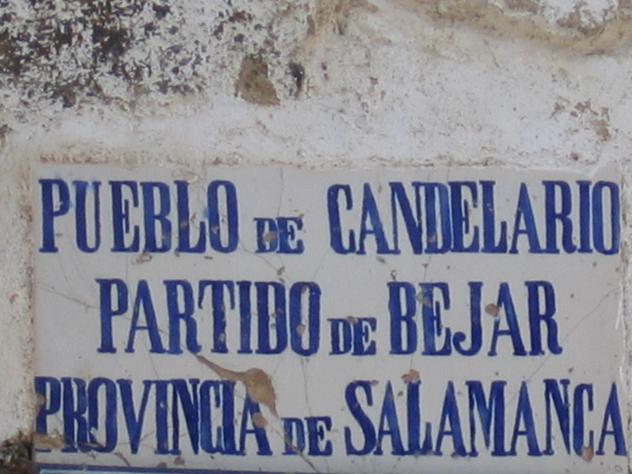 PUEBLO DE CANDELARIO
PARTIDO DE BEJAR
PROVINCIA DE SALAMANCA